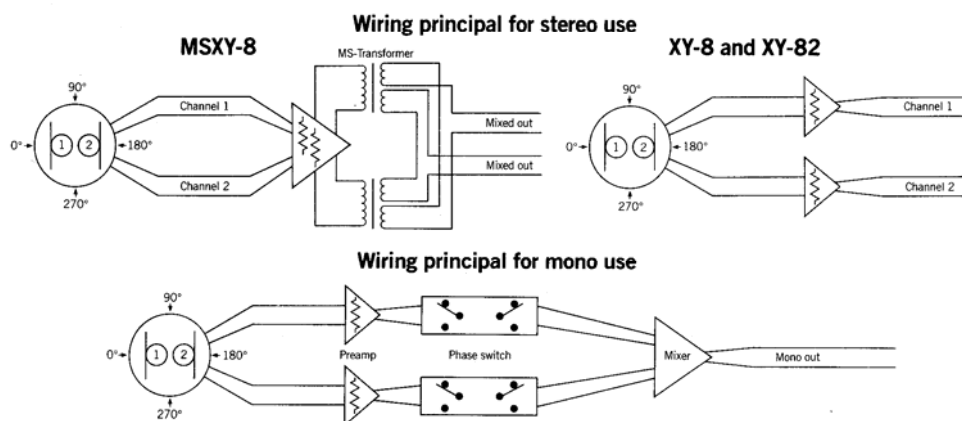 Wiring principal for stereo use
MSXY-8
XY-8 and XY-82
MS-Transformer
90°
Channel 1
0°
1
2
180°
Channel 2
270°
Mixed out
Mixed out
90°
0°
1
2
180°
270°
Channel 1
Channel 2
Wiring principal for mono use
90°
0°
1
2
180°
270°
Preamp
Phase switch
Mixer
Mono out